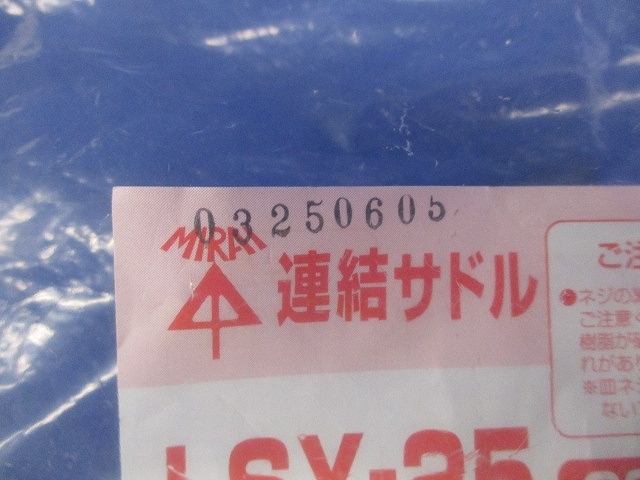 03250605
MIRAI
連結サドル
ご注
ネジの
ご注意く
樹脂が
れがあり
※皿ネ
ない
LSY-25